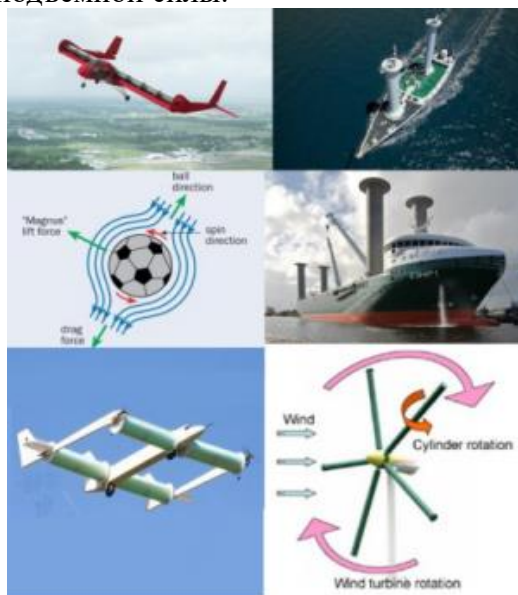 подъемной силы.
ball
direction
"Magnus"
lift force
spin
direction
drag
force
Wind
Cylinder rotation
Wind turbine rotation